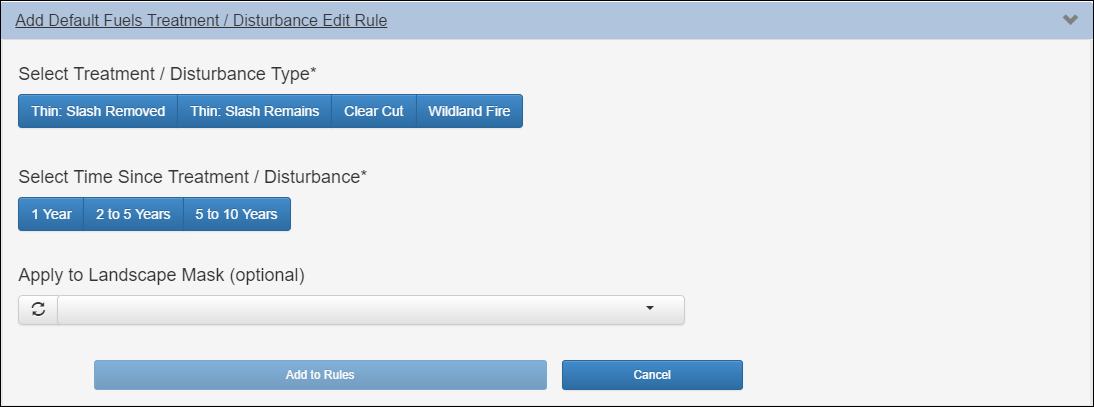 Add Default Fuels Treatment / Disturbance Edit Rule
Select Treatment / Disturbance Type*
Thin: Slash Removed Thin: Slash Remains Clear Cut Wildland Fire
Select Time Since Treatment / Disturbance*
1 Year 2 to 5 Years 5 to 10 Years
Apply to Landscape Mask (optional)
Add to Rules Cancel